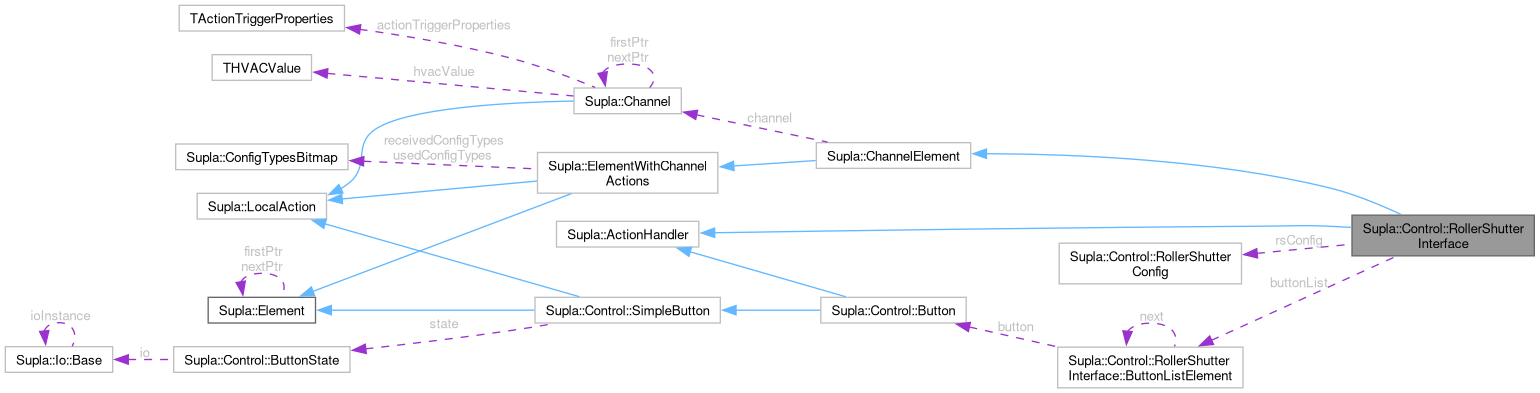 TActionTriggerProperties
actionTriggerProperties
firstPtr
nextPtr
THVACValue
hvacValue
Supla::Channel
channel
receivedConfigTypes
usedConfigTypes
Supla::ConfigTypesBitmap
Supla::ElementWithChannel
Actions
Supla::ChannelElement
Supla::LocalAction
Supla::ActionHandler
Supla::Control::RollerShutter
Interface
rsConfig
Supla::Control::RollerShutter
Config
firstPtr
nextPtr
buttonList
Supla::Element
Supla::Control::SimpleButton
Supla::Control::Button
ioInstance
state
next
button
Supla::Io::Base
io
Supla::Control::ButtonState
Supla::Control::RollerShutter
Interface::ButtonListElement